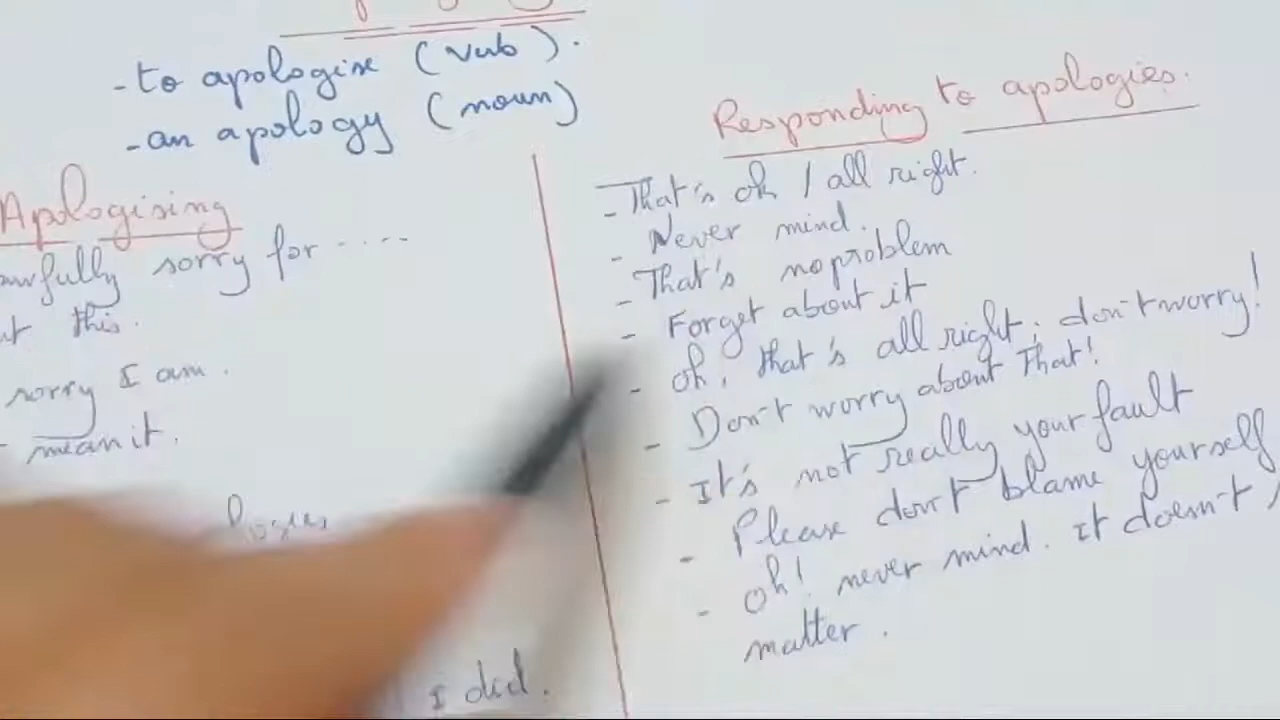 - to apologise (verb).
- an apology (noun)
Apologising
awfully sorry for ....
this.
sorry I am.
mean it.
I did.
Responding to apologies.
- That's ok / all right.
- Never mind.
- That's no problem
- Forget about it
- oh, that's all right; don't worry!
- Don't worry about That!
- It's not really your fault
- Please don't blame yourself
- oh! never mind. it doesn't
matter.